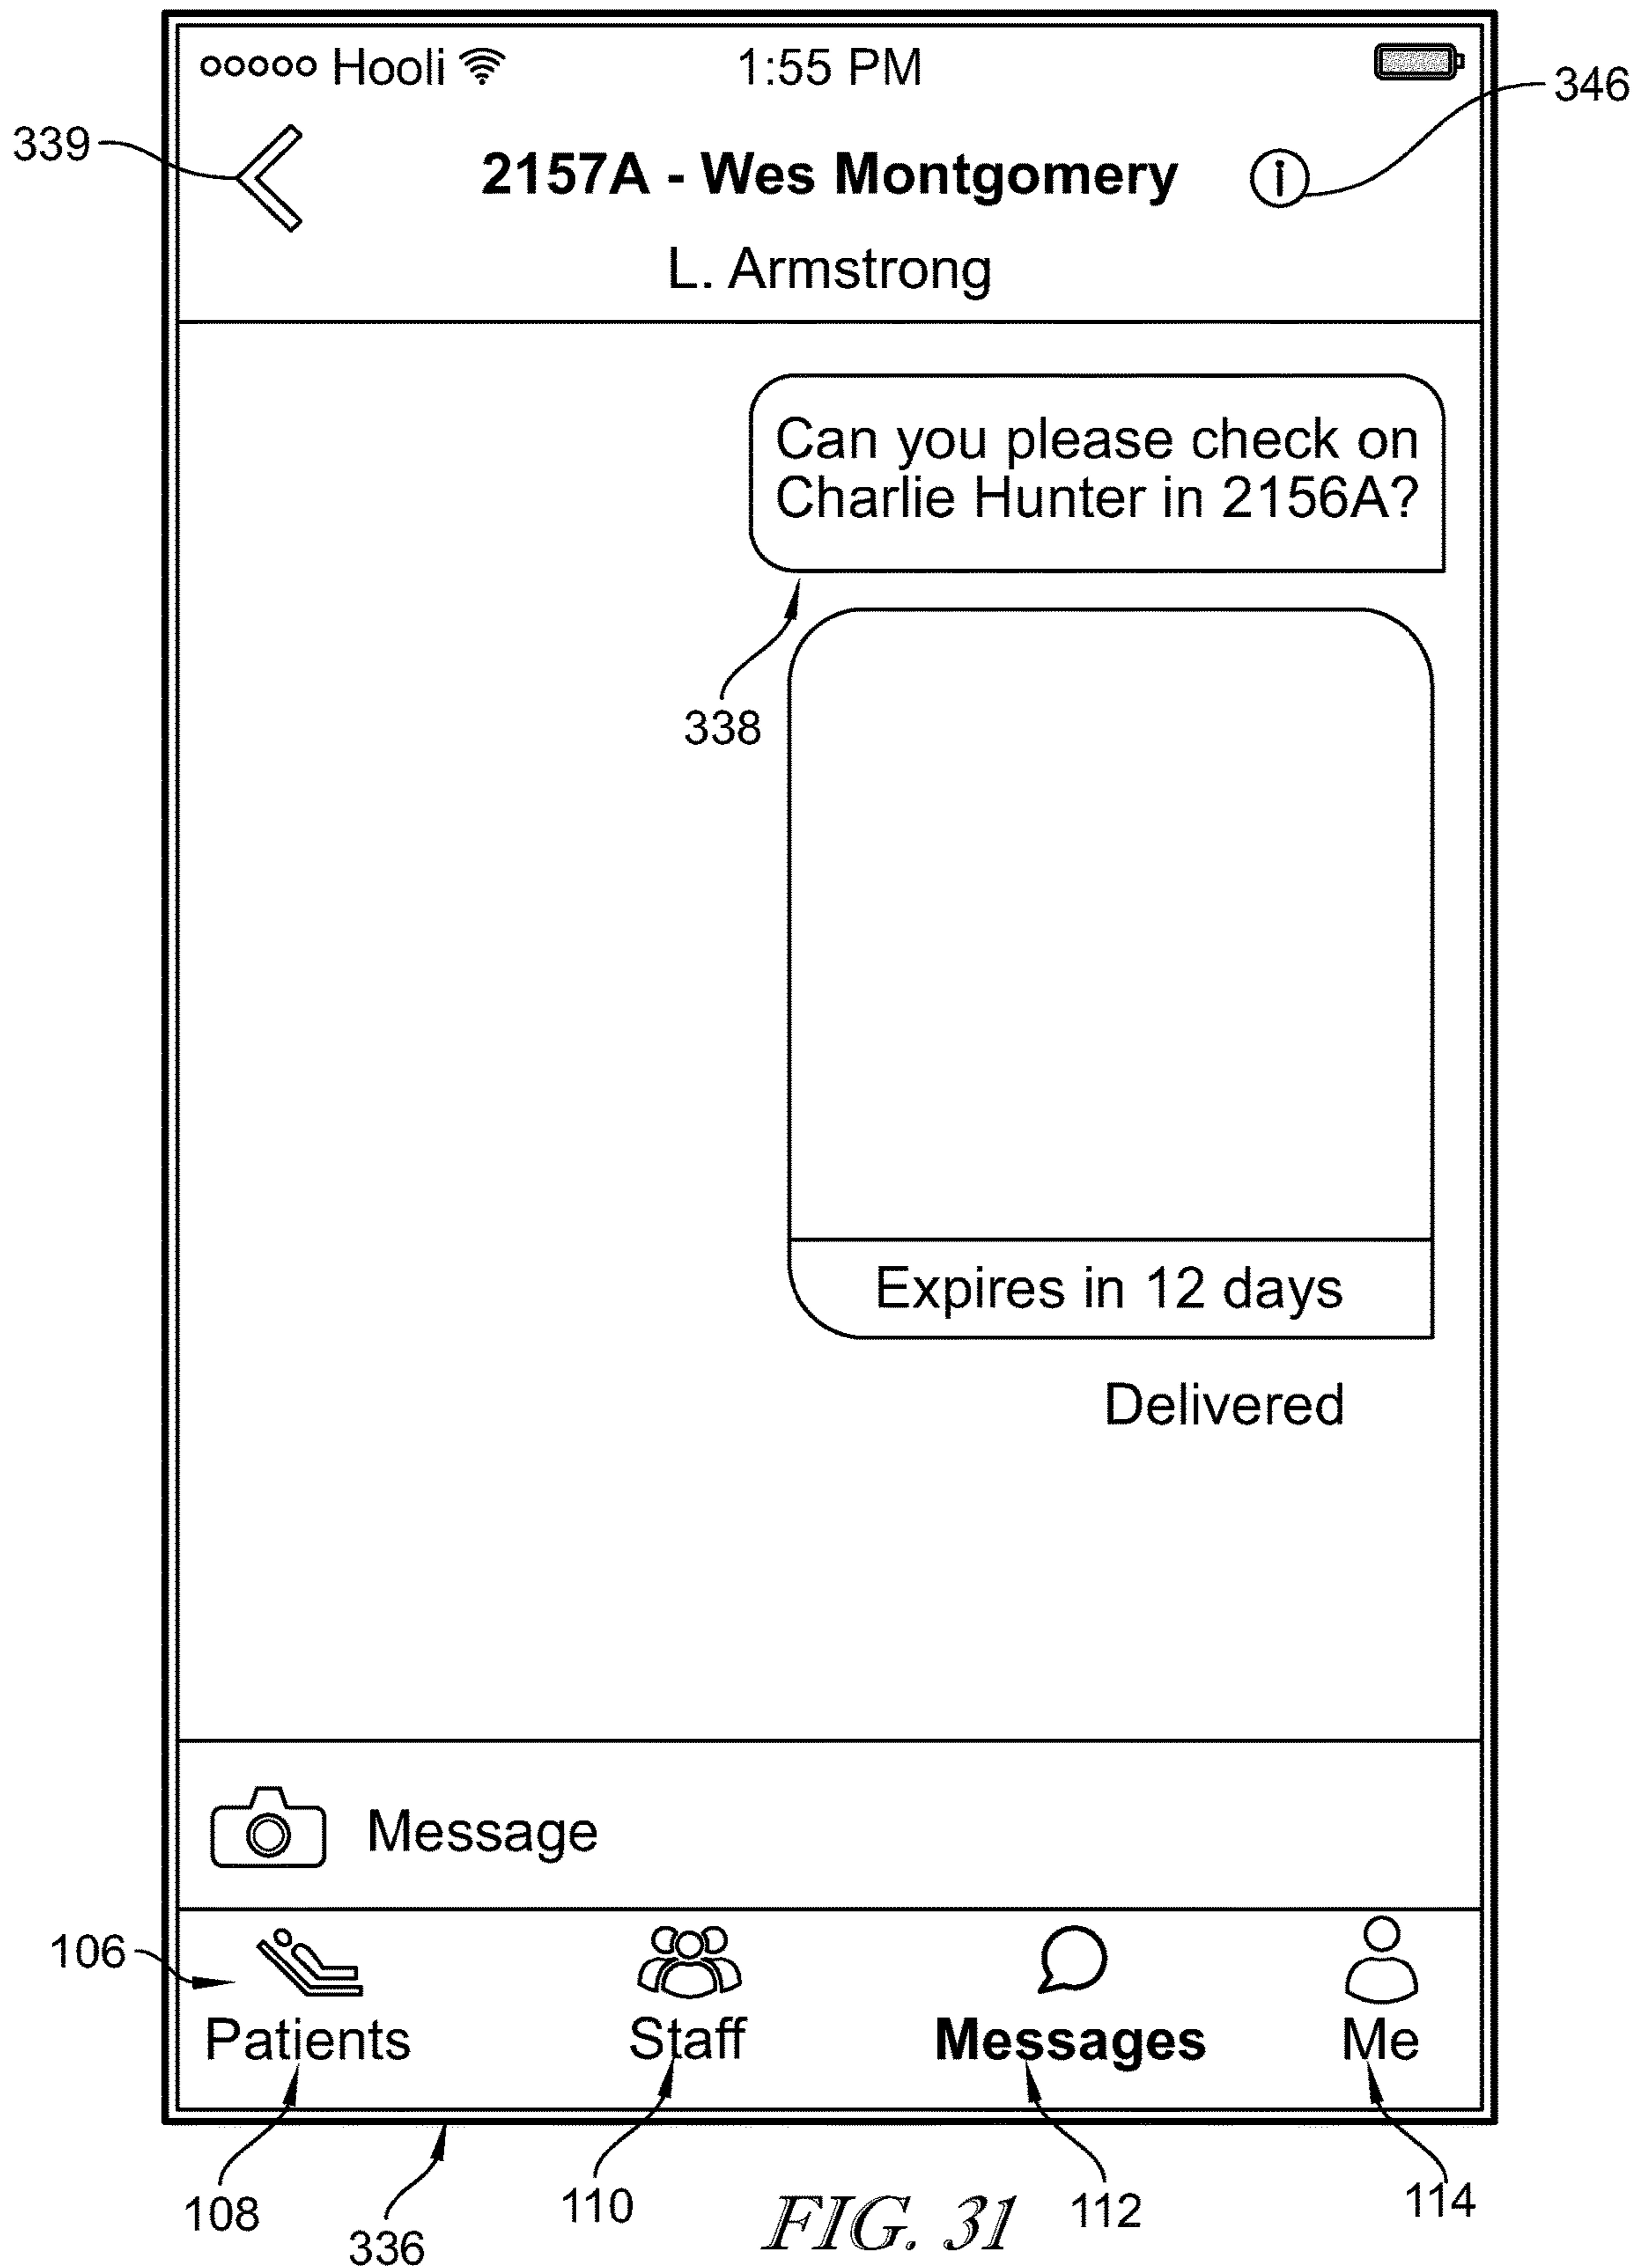 Hooli 1:55 PM
346
339
2157A - Wes Montgomery
L. Armstrong
Can you please check on
Charlie Hunter in 2156A?
338
Expires in 12 days
Delivered
Message
106
Patients Staff Messages Me
108 336 110 FIG. 31 112 114